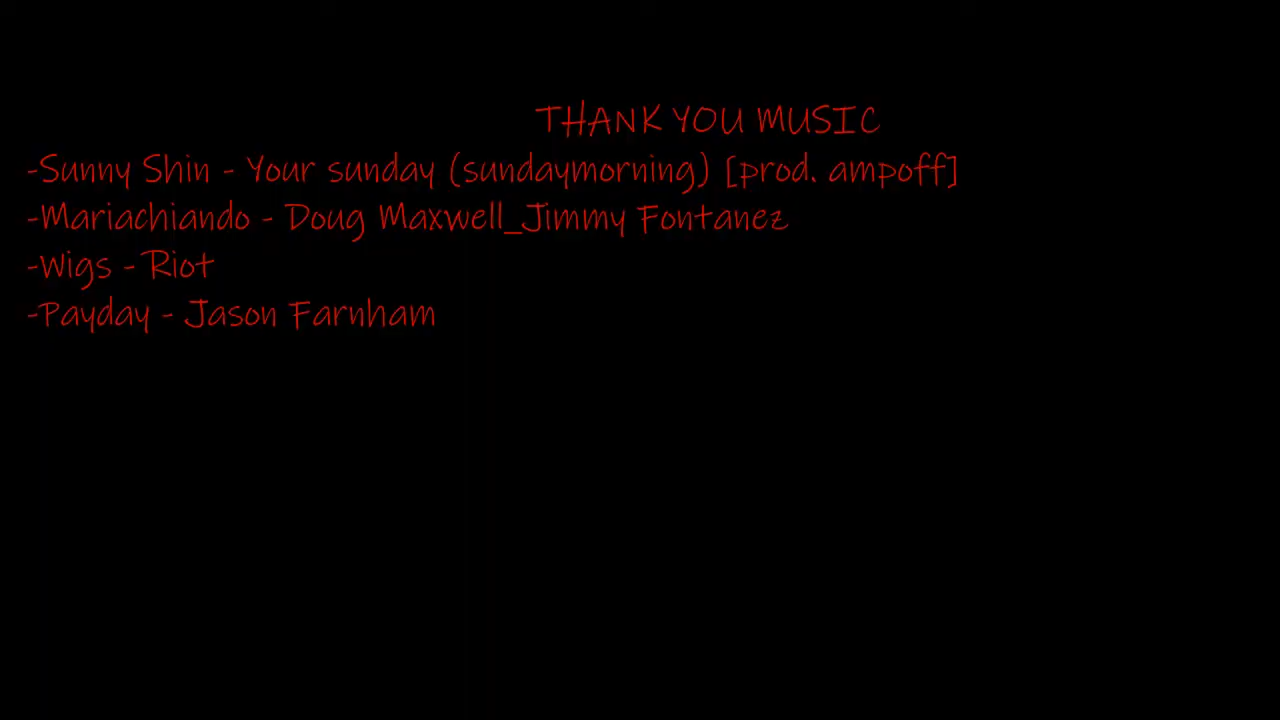 THANK YOU MUSIC
-Sunny Shin - Your sunday (sundaymorning) [prod. ampoff]
-Mariachiando - Doug Maxwell_Jimmy Fontanez
-Wigs - Riot
-Payday - Jason Farnham